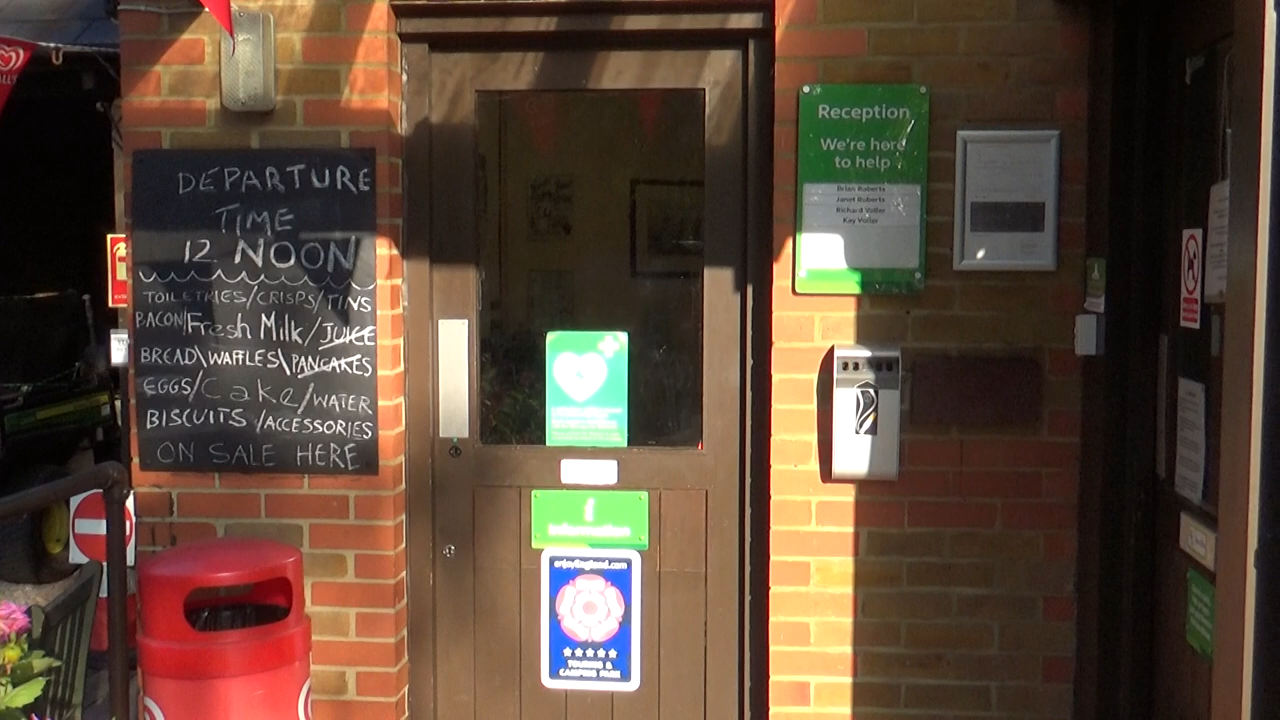 DEPARTURE
TIME
12 NOON
TOILETRIES/CRISPS/TINS
BACON/Fresh Milk/JUICE
BREAD\WAFFLES\PANCAKES
EGGS/Cake/WATER
BISCUITS /ACCESSORIES
ON SALE HERE
i
Information
enjoyEngland.com
TOURING &
CAMPING PARK
Reception
We're here
to help
Brian Roberts
Janet Roberts
Richard Voller
Kay Voller